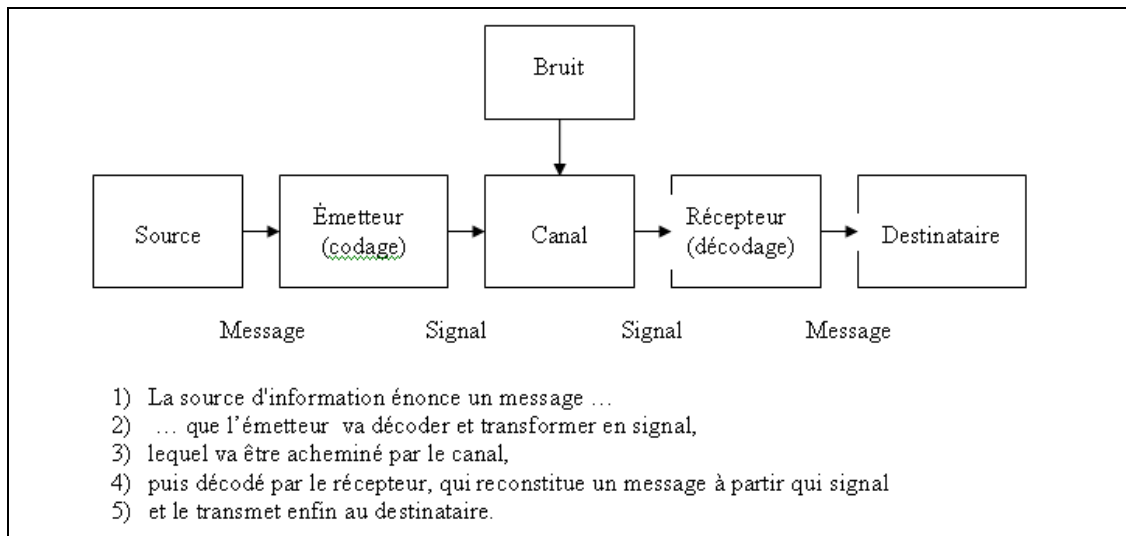 Bruit
Source
Émetteur
(codage)
Canal
Récepteur
(décodage)
Destinataire
Message Signal Signal Message
1) La source d'information énonce un message …
2) … que l’émetteur va décoder et transformer en signal,
3) lequel va être acheminé par le canal,
4) puis décodé par le récepteur, qui reconstitue un message à partir qui signal
5) et le transmet enfin au destinataire.